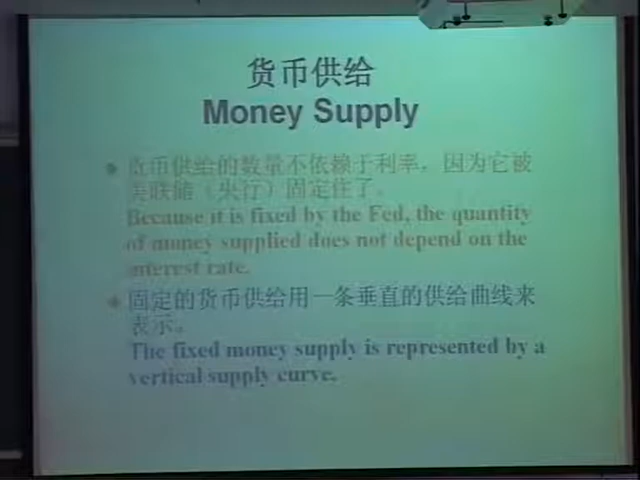 货币供给
Money Supply
货币供给的数量不依赖于利率，因为它被
美联储（央行）固定住了。
Because it is fixed by the Fed, the quantity
of money supplied does not depend on the
interest rate.
固定的货币供给用一条垂直的供给曲线来
表示。
The fixed money supply is represented by a
vertical supply curve.